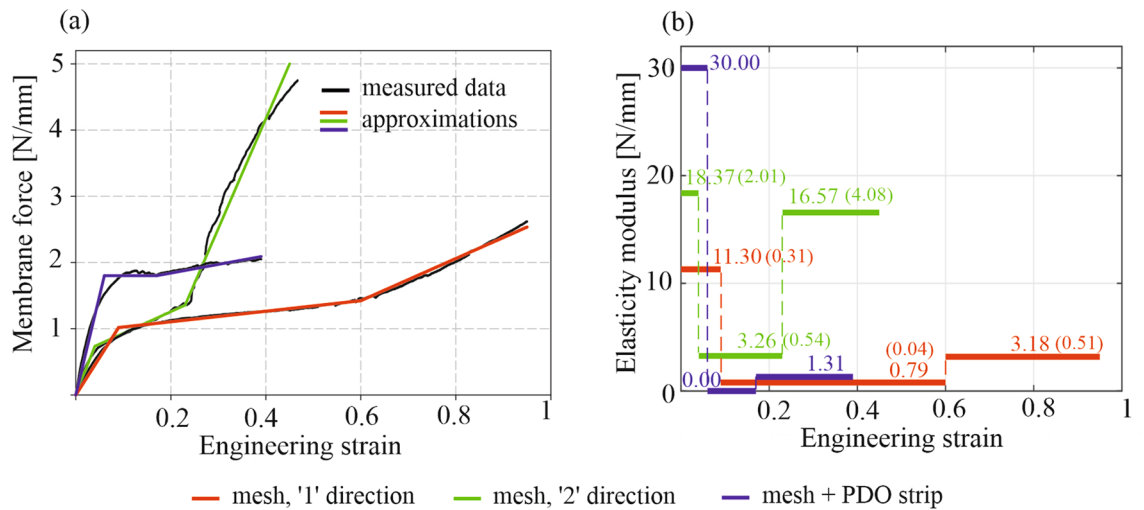 (a)
Membrane force [N/mm]
5
4
3
2
1
measured data
approximations
0.2 0.4 0.6 0.8 1
Engineering strain
(b)
Elasticity modulus [N/mm]
30
20
10
0
30.00
18.37 (2.01)
16.57 (4.08)
11.30 (0.31)
3.26 (0.54)
(0.04)
3.18 (0.51)
0.00
1.31
0.79
0.2 0.4 0.6 0.8 1
Engineering strain
mesh, '1' direction mesh, '2' direction mesh + PDO strip